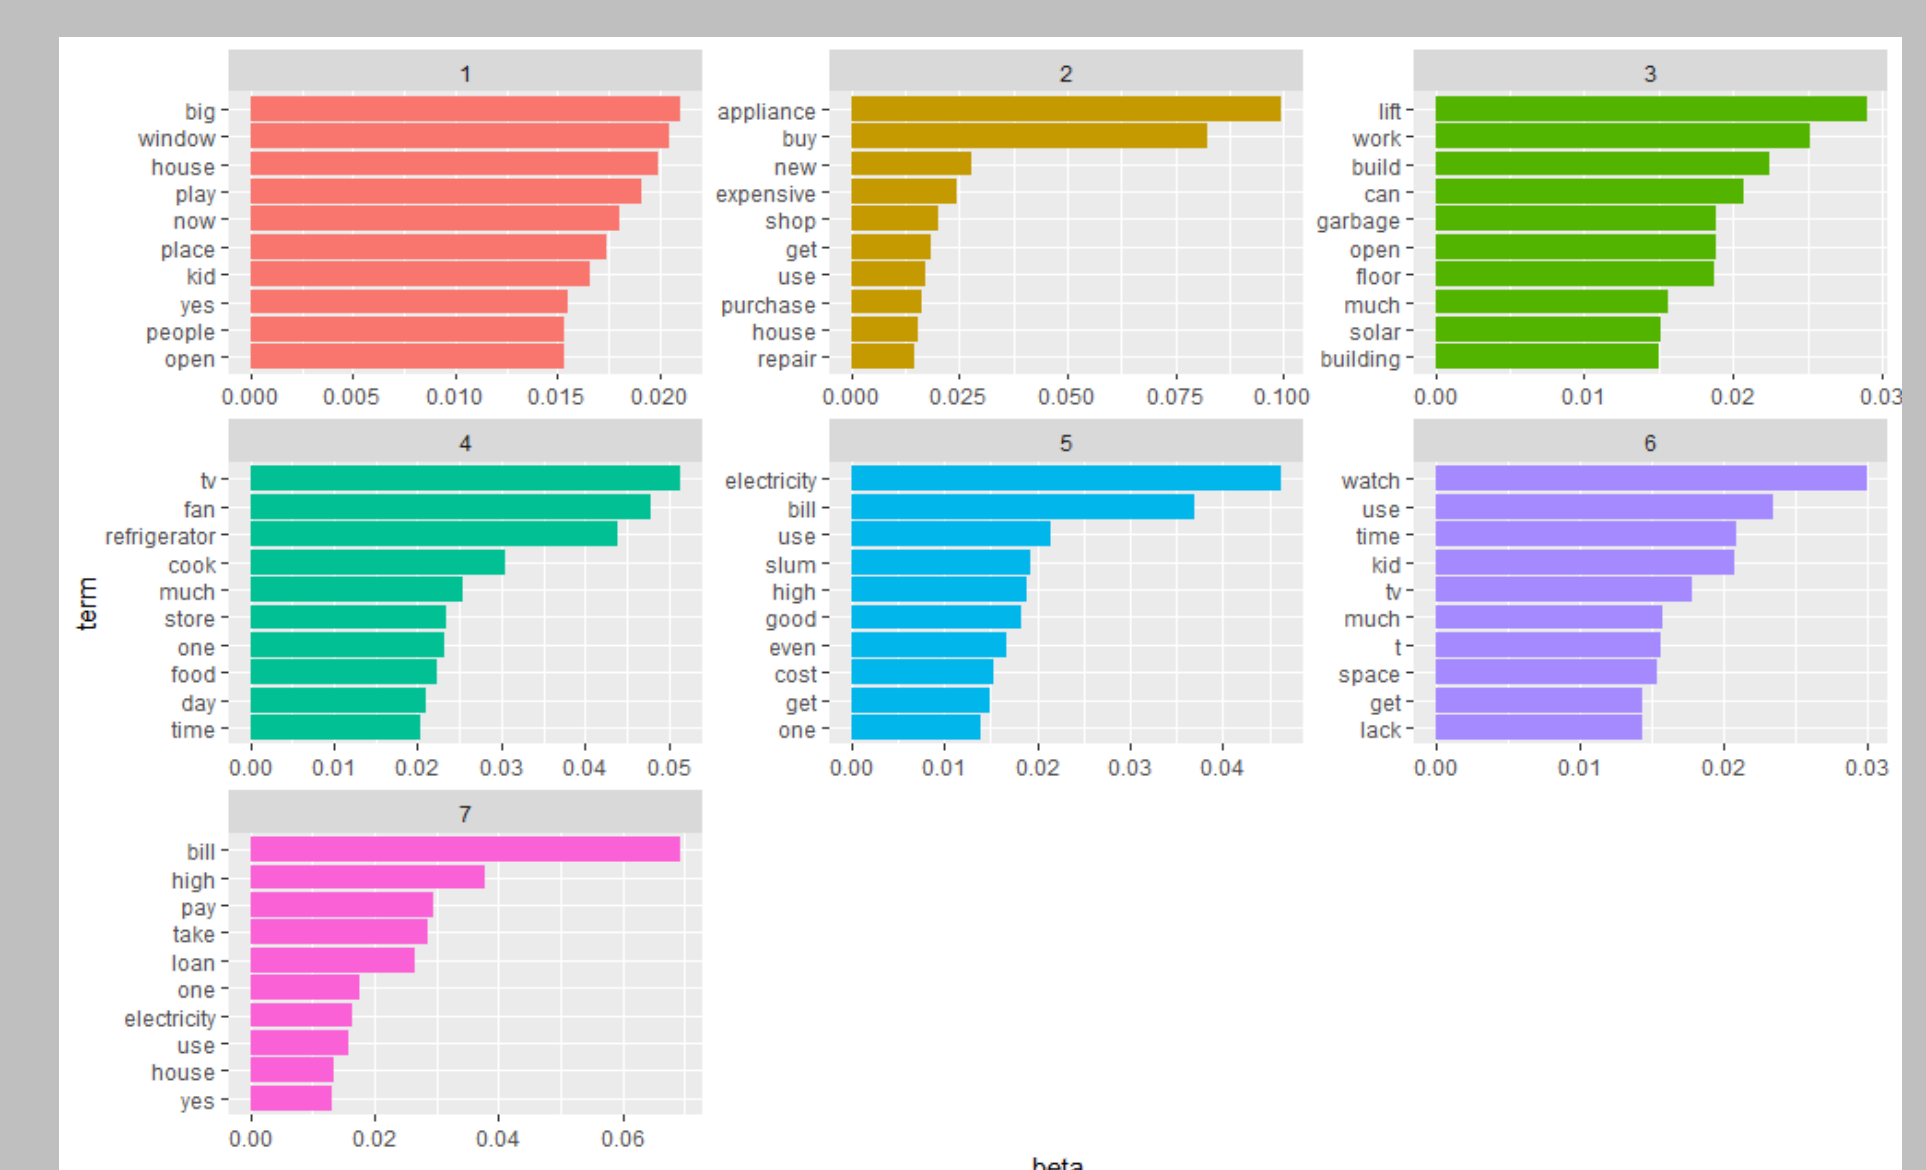 1
big
window
house
play
now
place
kid
yes
people
open
0.000 0.005 0.010 0.015 0.020
2
appliance
buy
new
expensive
shop
get
use
purchase
house
repair
0.000 0.025 0.050 0.075 0.100
3
lift
work
build
can
garbage
open
floor
much
solar
building
0.00 0.01 0.02 0.03
term
4
tv
fan
refrigerator
cook
much
store
one
food
day
time
0.00 0.01 0.02 0.03 0.04 0.05
5
electricity
bill
use
slum
high
good
even
cost
get
one
0.00 0.01 0.02 0.03 0.04
6
watch
use
time
kid
tv
much
t
space
get
lack
0.00 0.01 0.02 0.03
7
bill
high
pay
take
loan
one
electricity
use
house
yes
0.00 0.02 0.04 0.06
beta